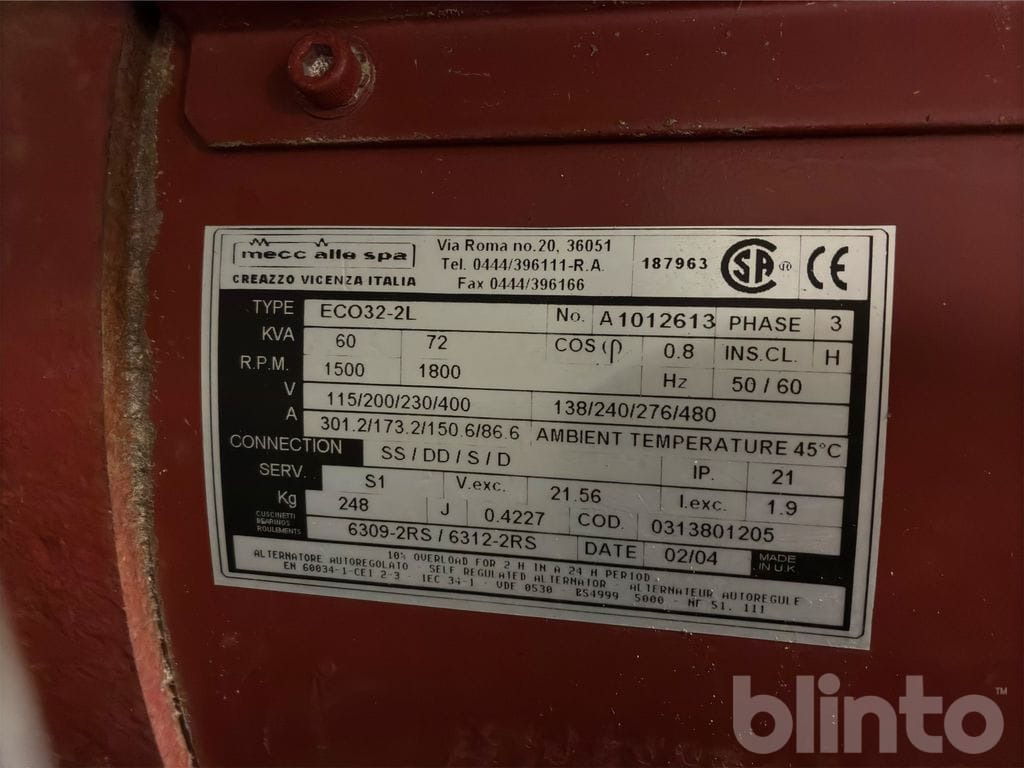 mecc alte spa
CREAZZO VICENZA ITALIA
Via Roma no.20, 36051
Tel. 0444/396111-R.A.
Fax 0444/396166
187963 SA ® CE
TYPE ECO32-2L No. A1012613 PHASE 3
KVA 60 72 COS φ 0.8 INS.CL. H
R.P.M. 1500 1800 Hz 50 / 60
V 115/200/230/400 138/240/276/480
A 301.2/173.2/150.6/86.6 AMBIENT TEMPERATURE 45°C
CONNECTION SS / DD / S / D IP. 21
SERV. S1 V.exc. 21.56 I.exc. 1.9
Kg 248 J 0.4227 COD. 0313801205
CUSCINETTI
BEARINGS
ROULEMENTS
6309-2RS / 6312-2RS DATE 02/04 MADE
IN U.K
10% OVERLOAD FOR 2 H IN A 24 H PERIOD.
ALTERNATORE AUTOREGOLATO - SELF REGULATED ALTERNATOR - ALTERNATEUR AUTOREGULE
EN 60034-1-CEI 2-3 - IEC 34-1 - VDE 0530 - BS4999 5000 - NF 51. 111
blinto™